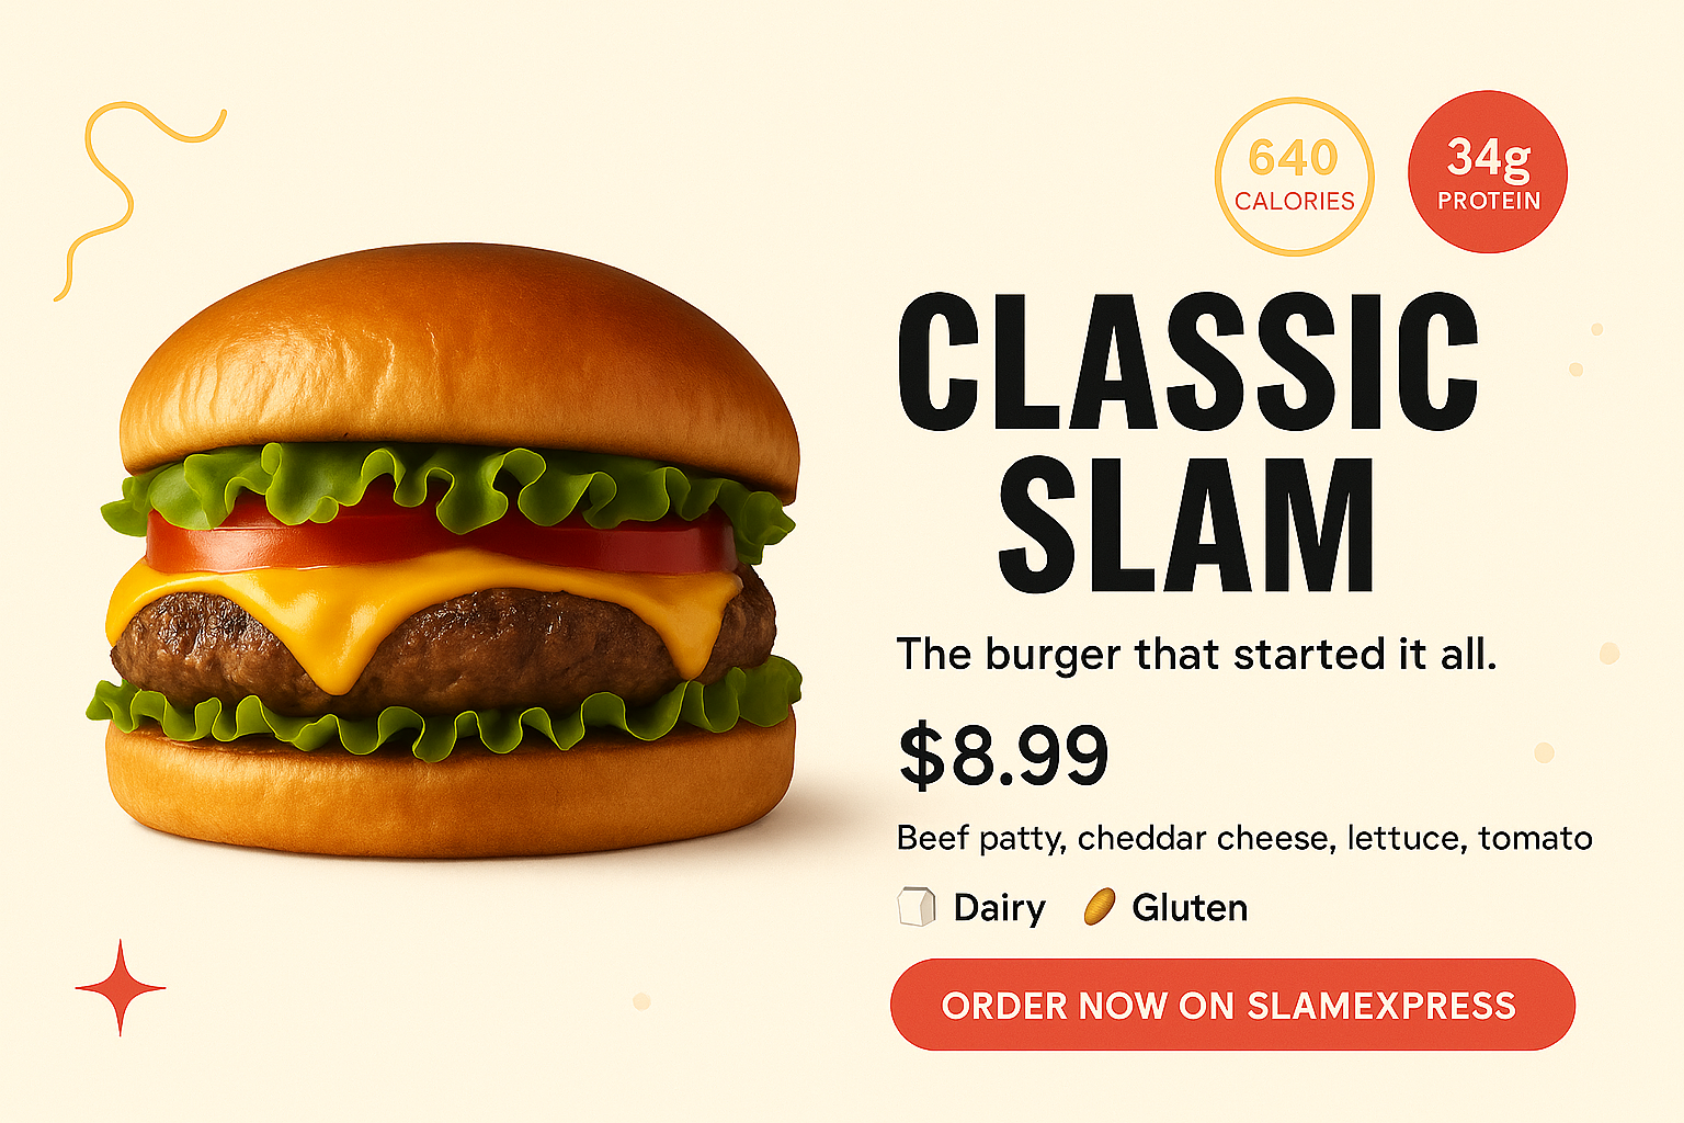 640
CALORIES
34g
PROTEIN
CLASSIC
SLAM
The burger that started it all.
$8.99
Beef patty, cheddar cheese, lettuce, tomato
Dairy
Gluten
ORDER NOW ON SLAMEXPRESS